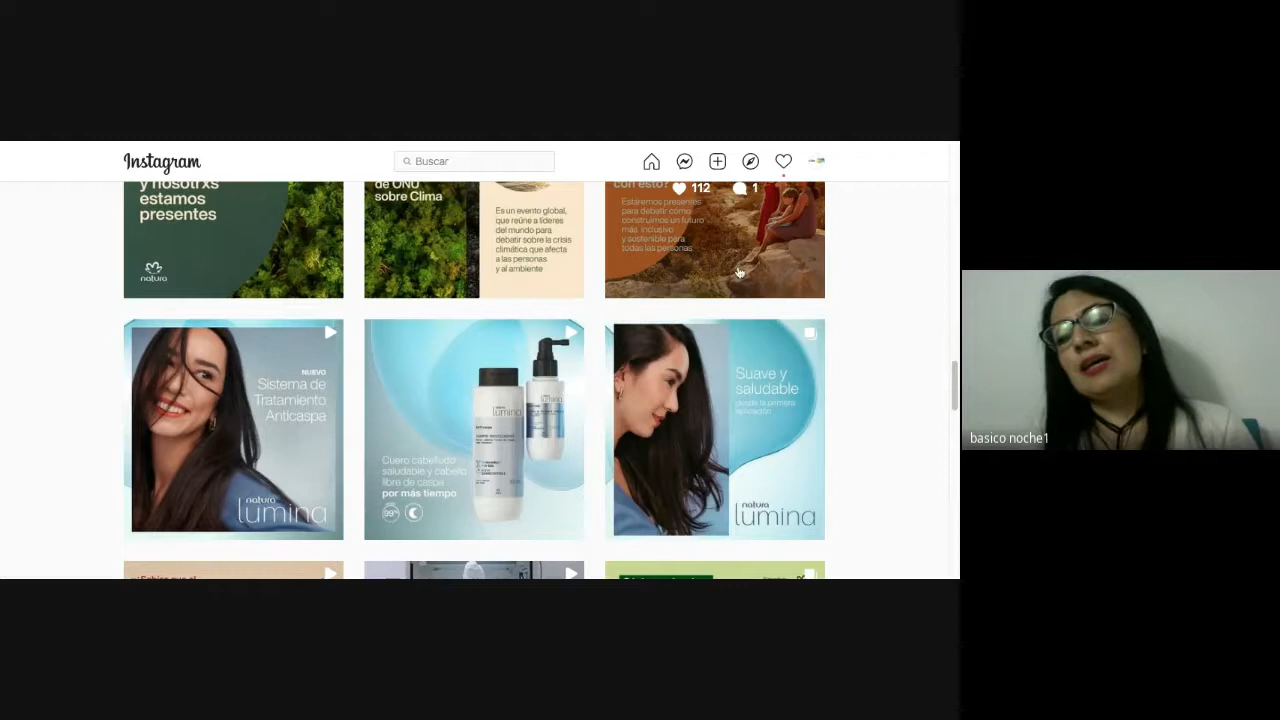 Instagram
Buscar
y nosotrxs
estamos
presentes
natura
de ONU
sobre Clima
Es un evento global,
que reúne a líderes
del mundo para
debatir sobre la crisis
climática que afecta
a las personas
y al ambiente
con esto?
112
1
Estaremos presentes
para debatir cómo
construimos un futuro
más inclusivo
y sostenible para
todas las personas.
NUEVO
Sistema de
Tratamiento
Anticaspa
natura
lumina
lumina
Cuero cabelludo
saludable y cabello
libre de caspa
por más tiempo
99%
Suave y
saludable
desde la primera
aplicación
natura
lumina
basico noche1